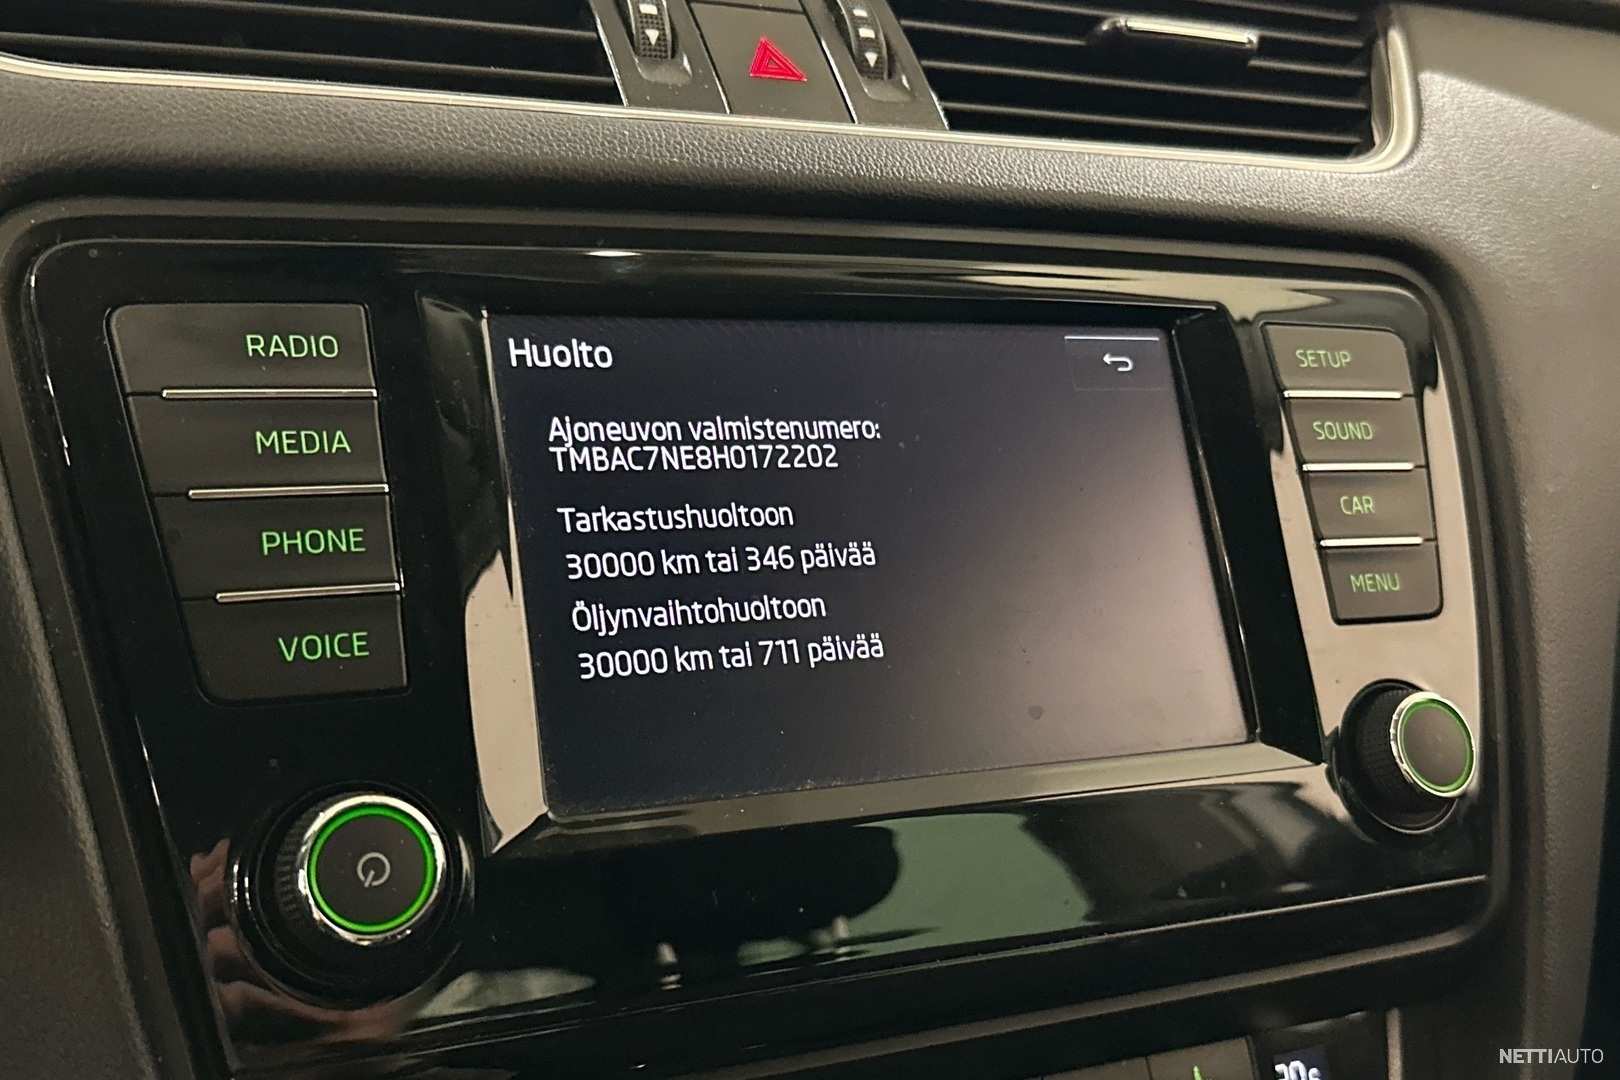 RADIO
MEDIA
PHONE
VOICE
Huolto
Ajoneuvon valmistenumero:
TMBAC7NE8H0172202
Tarkastushuoltoon
30000 km tai 346 päivää
Öljynvaihtohuoltoon
30000 km tai 711 päivää
SETUP
SOUND
CAR
MENU
NETTIAUTO